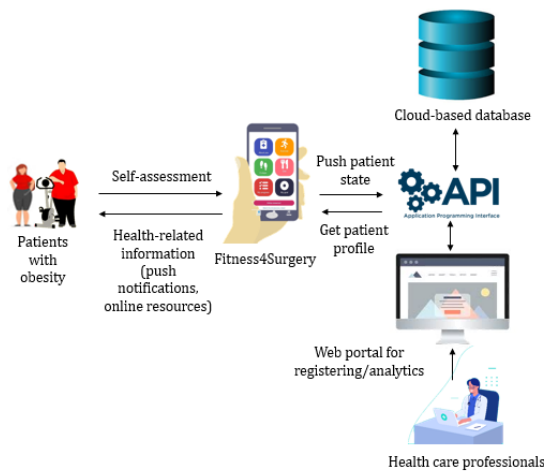 Cloud-based database
Self-assessment
Push patient
state
API
Application Programming Interface
Patients
with
obesity
Health-related
information
(push
notifications,
online resources)
Fitness4Surgery
Get patient
profile
Web portal for
registering/analytics
Health care professionals